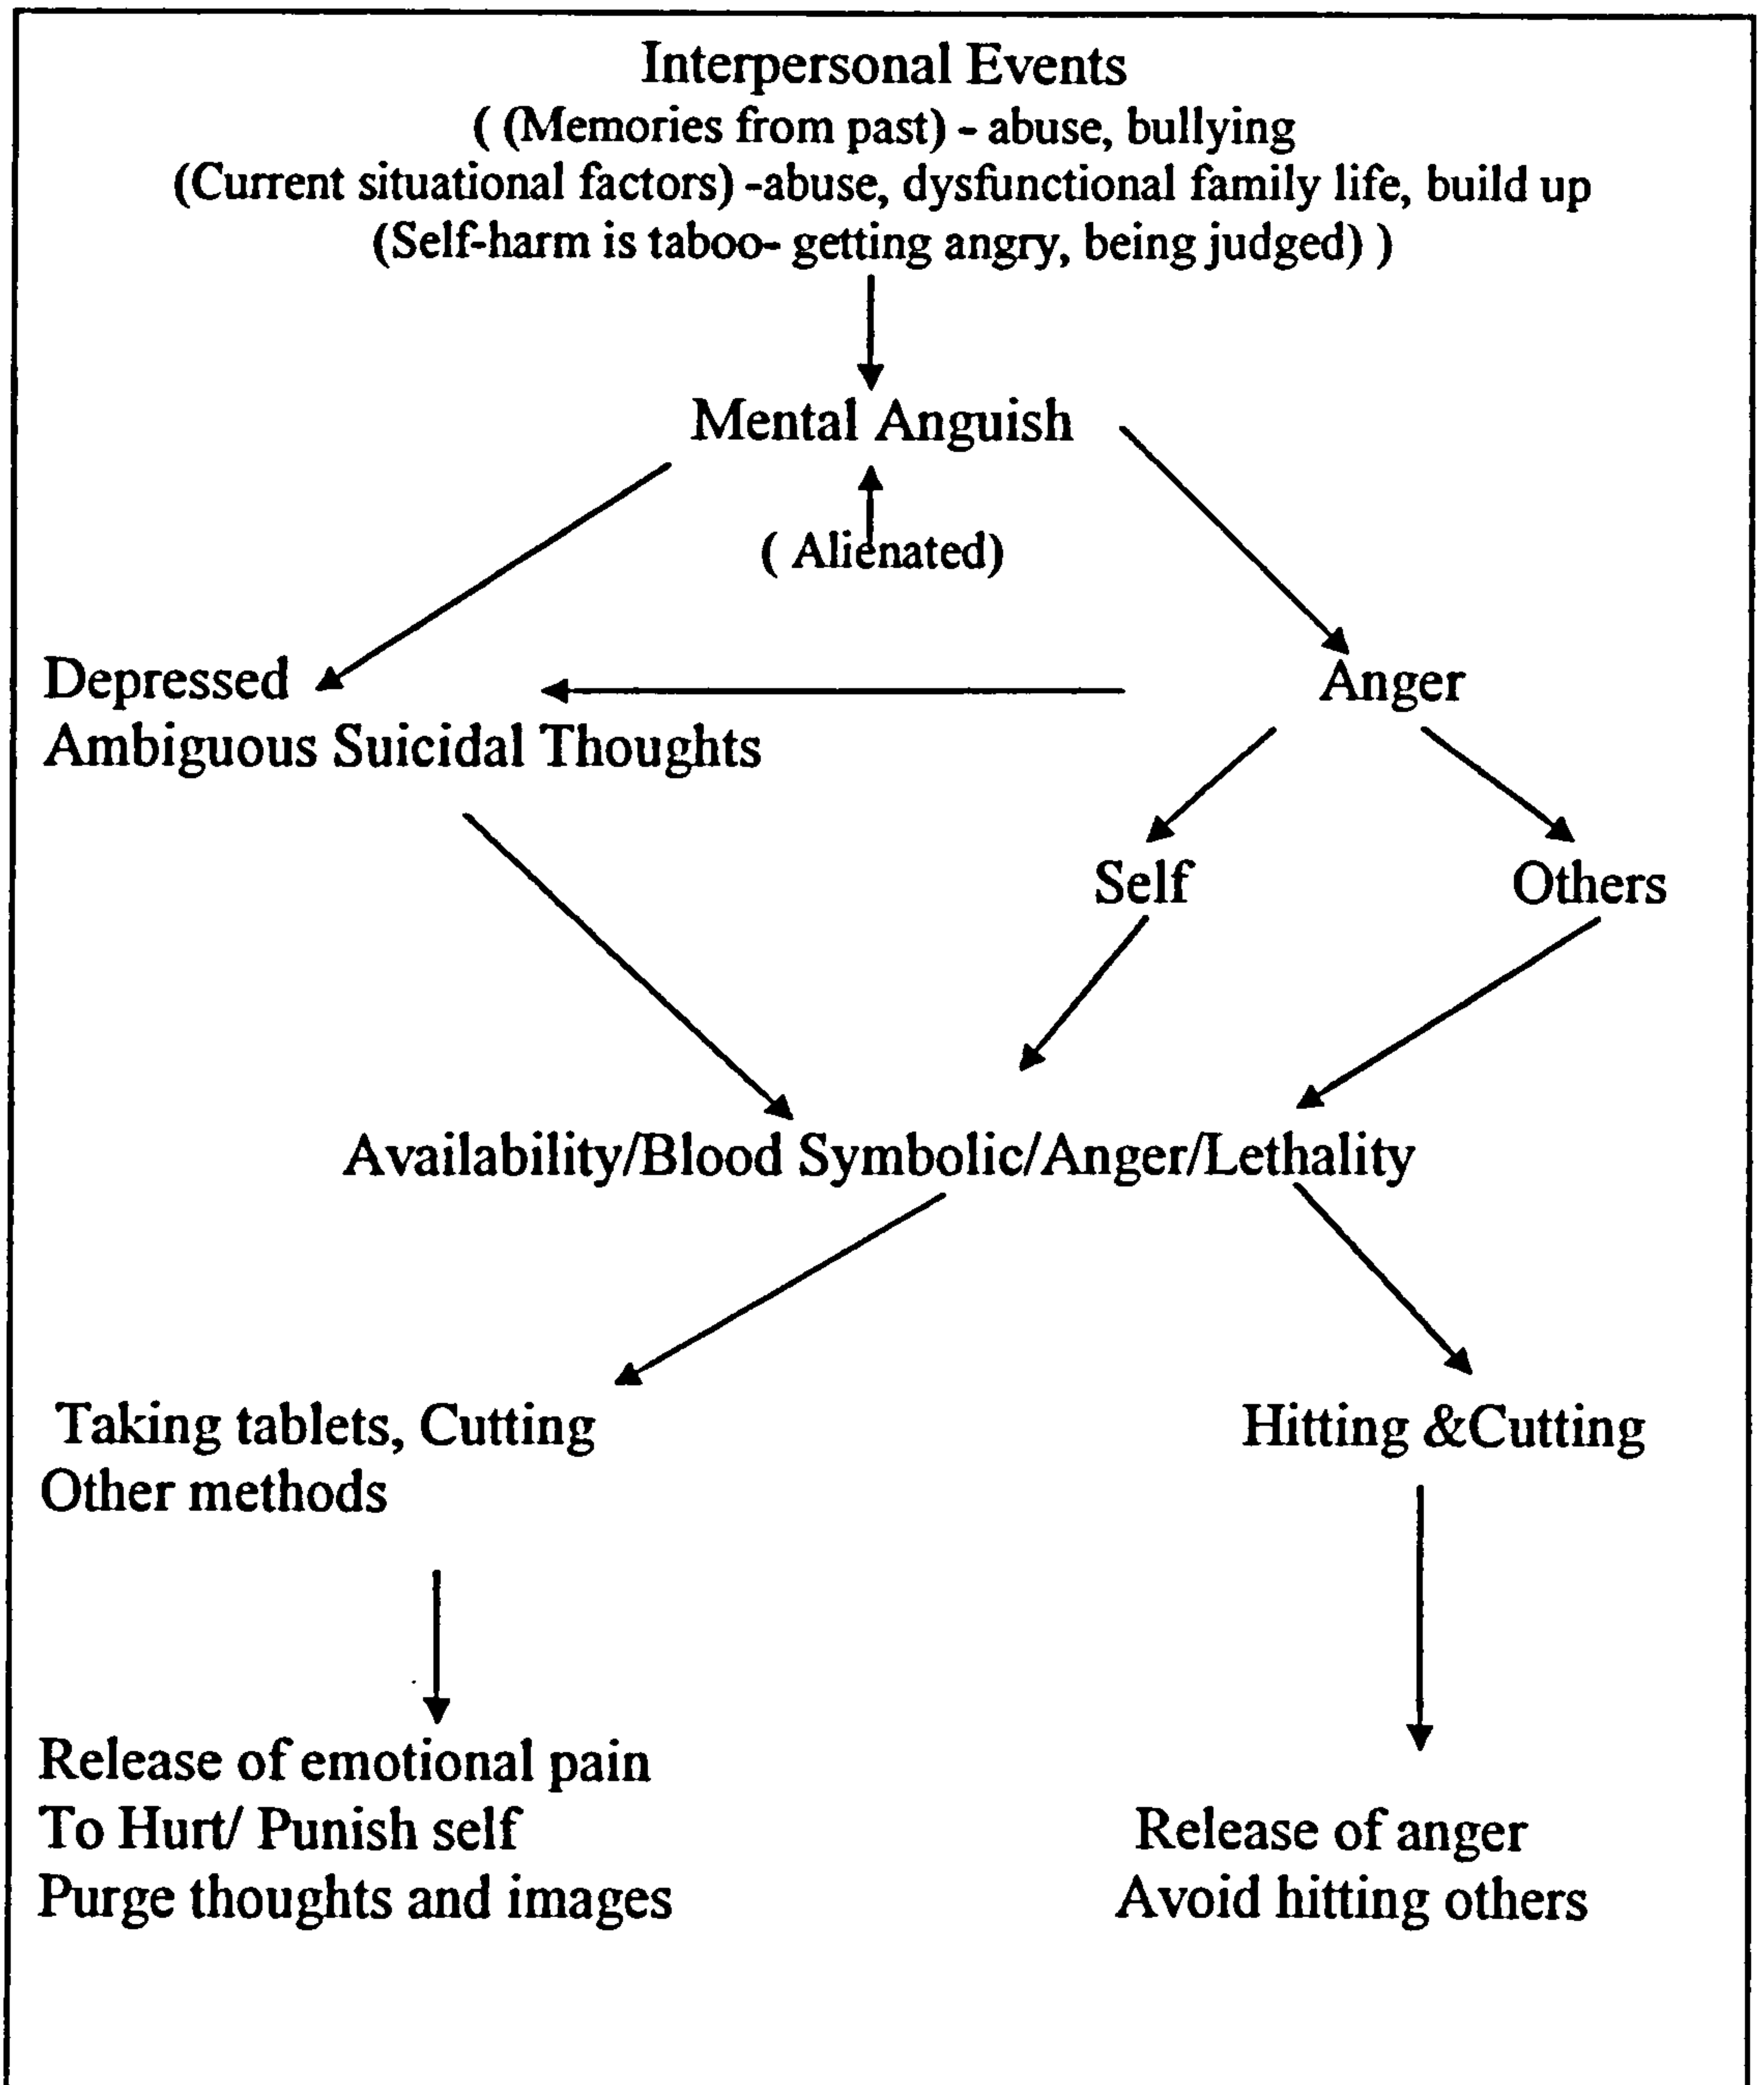 Interpersonal Events
( (Memories from past) - abuse, bullying
(Current situational factors) -abuse, dysfunctional family life, build up
(Self-harm is taboo- getting angry, being judged) )
Mental Anguish
( Alienated)
Depressed
Anger
Ambiguous Suicidal Thoughts
Self
Others
Availability/Blood Symbolic/Anger/Lethality
Taking tablets, Cutting
Other methods
Hitting &Cutting
Release of emotional pain
To Hurt/ Punish self
Purge thoughts and images
Release of anger
Avoid hitting others